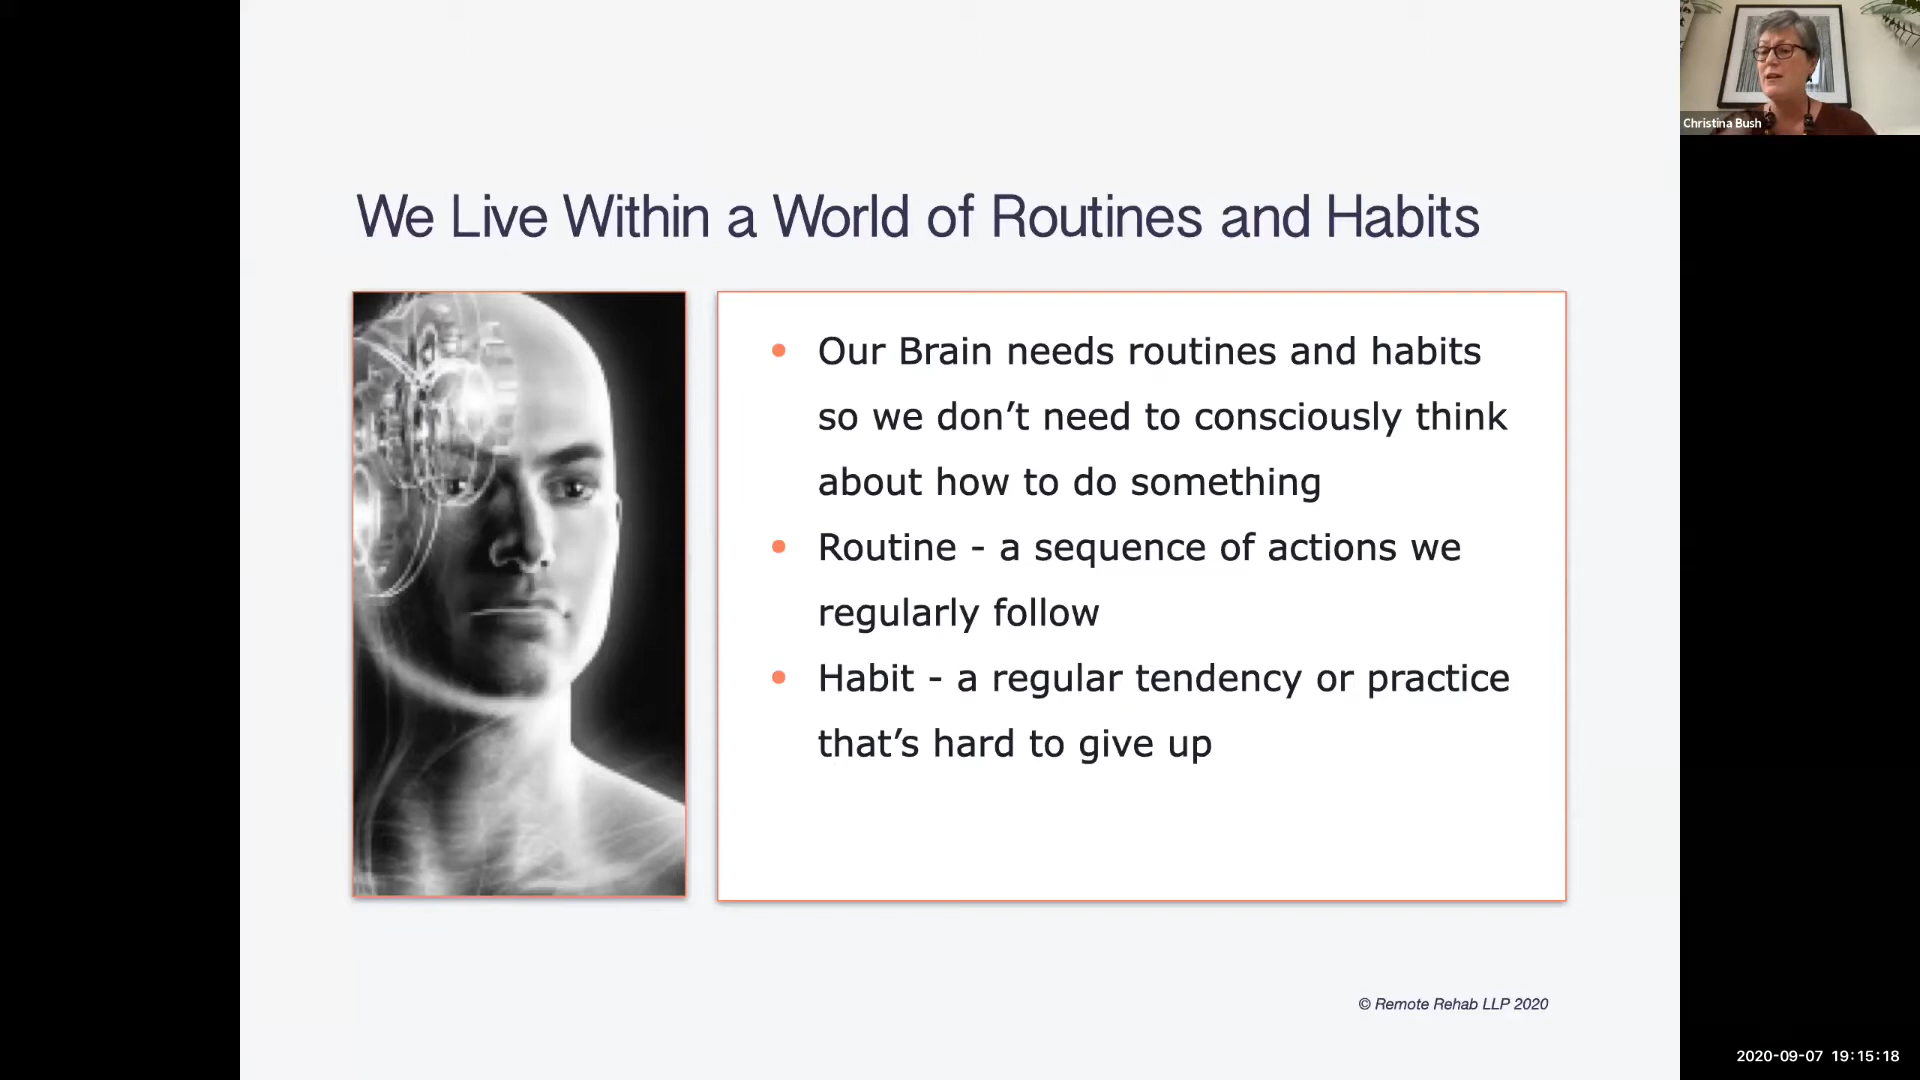 Christina Bush
We Live Within a World of Routines and Habits
• Our Brain needs routines and habits
so we don’t need to consciously think
about how to do something
• Routine - a sequence of actions we
regularly follow
• Habit - a regular tendency or practice
that’s hard to give up
© Remote Rehab LLP 2020
2020-09-07 19:15:18